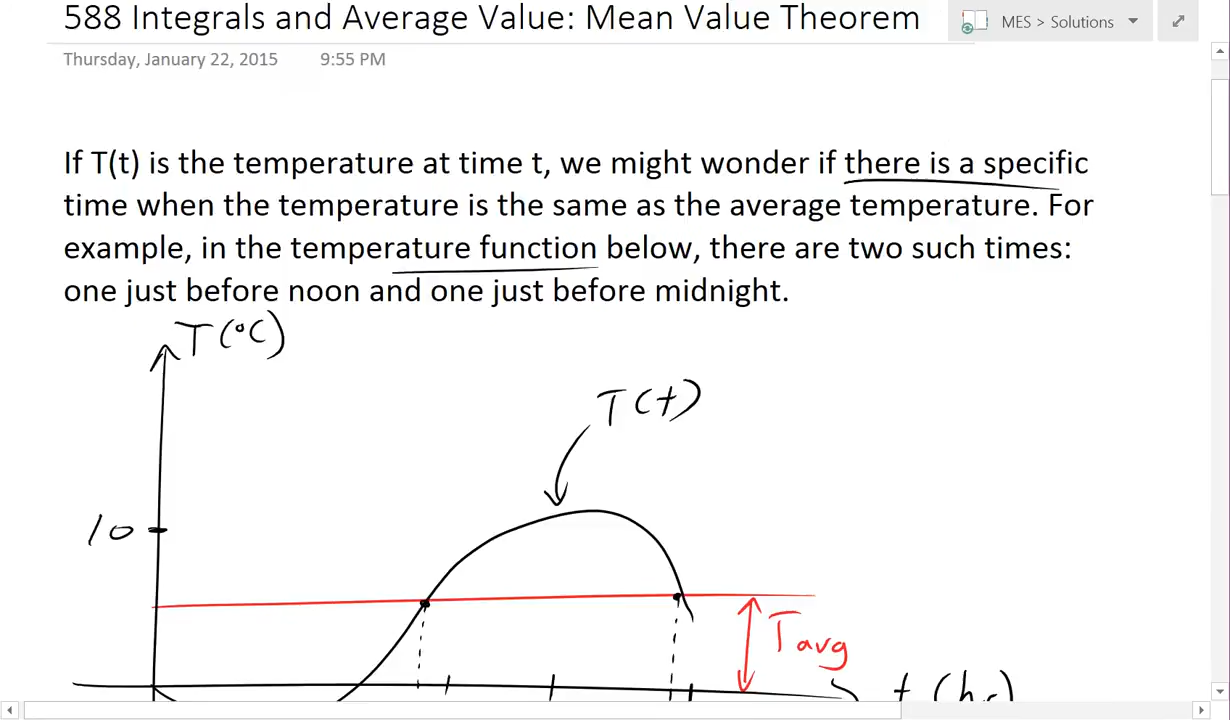 588 Integrals and Average Value: Mean Value Theorem
MES > Solutions
Thursday, January 22, 2015 9:55 PM
If T(t) is the temperature at time t, we might wonder if there is a specific
time when the temperature is the same as the average temperature. For
example, in the temperature function below, there are two such times:
one just before noon and one just before midnight.
T(°C)
T(t)
10
Tavg
t (hr)